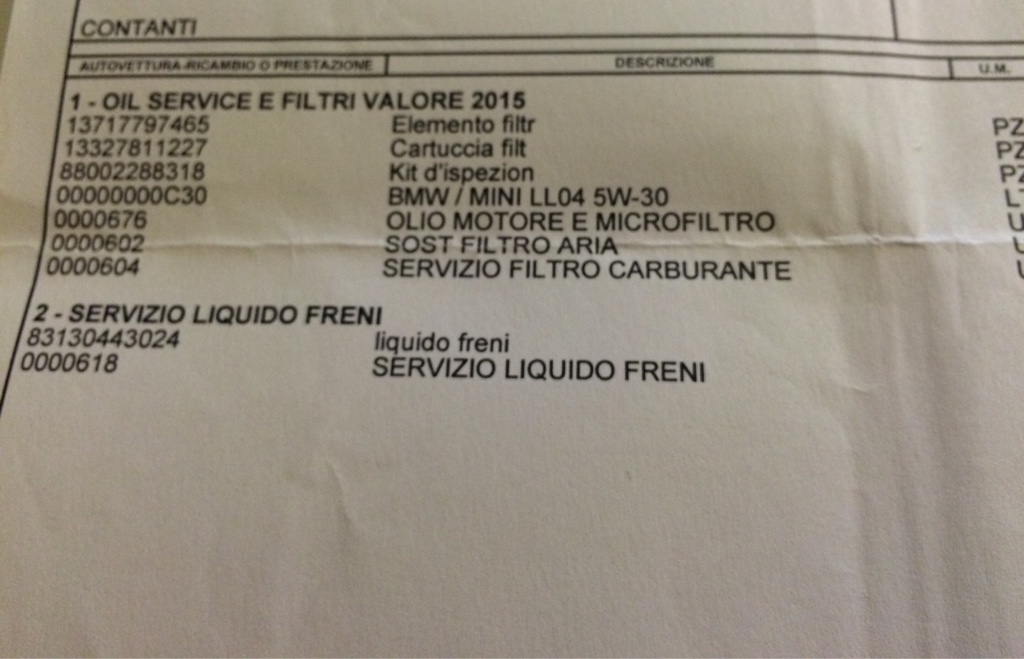 CONTANTI
AUTOVETTURA-RICAMBIO O PRESTAZIONE DESCRIZIONE U.M.
1 - OIL SERVICE E FILTRI VALORE 2015
13717797465 Elemento filtr PZ
13327811227 Cartuccia filt PZ
88002288318 Kit d'ispezion PZ
00000000C30 BMW / MINI LL04 5W-30
0000676 OLIO MOTORE E MICROFILTRO
0000602 SOST FILTRO ARIA
0000604 SERVIZIO FILTRO CARBURANTE
2 - SERVIZIO LIQUIDO FRENI
83130443024 liquido freni
0000618 SERVIZIO LIQUIDO FRENI